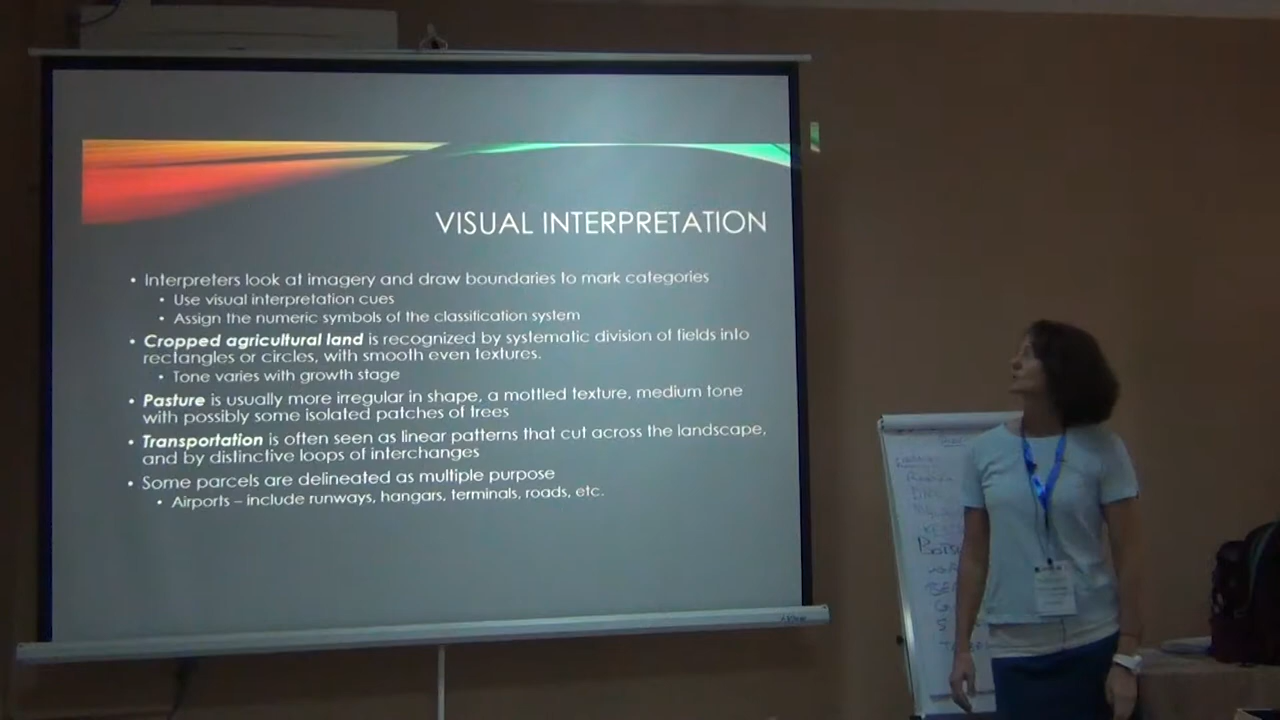 VISUAL INTERPRETATION
• Interpreters look at imagery and draw boundaries to mark categories
• Use visual interpretation cues
• Assign the numeric symbols of the classification system
• Cropped agricultural land is recognized by systematic division of fields into
rectangles or circles, with smooth even textures.
• Tone varies with growth stage
• Pasture is usually more irregular in shape, a mottled texture, medium tone
with possibly some isolated patches of trees
• Transportation is often seen as linear patterns that cut across the landscape,
and by distinctive loops of interchanges
• Some parcels are delineated as multiple purpose
• Airports – include runways, hangars, terminals, roads, etc.